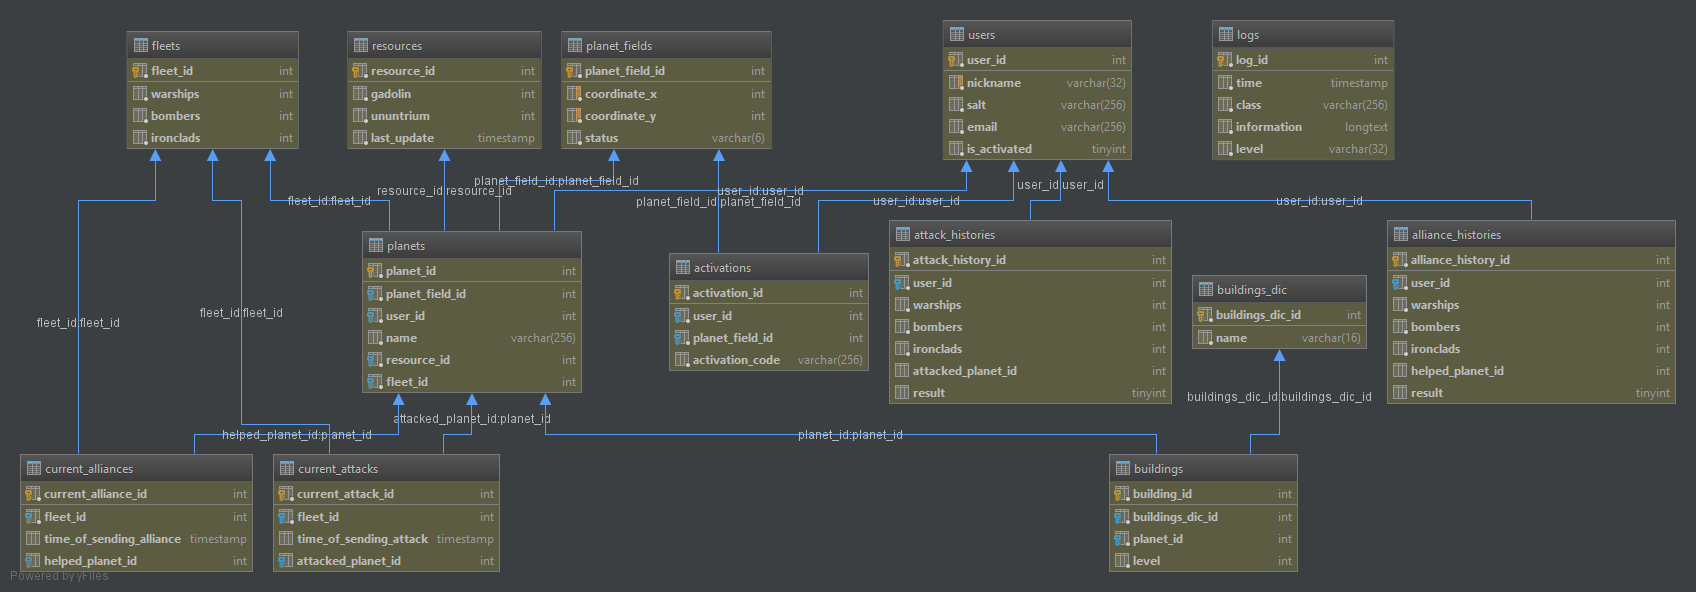 fleets
fleet_id int
warships int
bombers int
ironclads int
resources
resource_id int
gadolin int
ununtrium int
last_update timestamp
planet_fields
planet_field_id int
coordinate_x int
coordinate_y int
status varchar(6)
users
user_id int
nickname varchar(32)
salt varchar(256)
email varchar(256)
is_activated tinyint
logs
log_id int
time timestamp
class varchar(256)
information longtext
level varchar(32)
planet_field_id:planet_field_id
resource_id:resource_id
fleet_id:fleet_id
user_id:user_id
planet_field_id:planet_field_id
user_id:user_id
user_id:user_id
user_id:user_id
planets
planet_id int
planet_field_id int
user_id int
name varchar(256)
resource_id int
fleet_id int
activations
activation_id int
user_id int
planet_field_id int
activation_code varchar(256)
attack_histories
attack_history_id int
user_id int
warships int
bombers int
ironclads int
attacked_planet_id int
result tinyint
buildings_dic
buildings_dic_id int
name varchar(16)
alliance_histories
alliance_history_id int
user_id int
warships int
bombers int
ironclads int
helped_planet_id int
result tinyint
fleet_id:fleet_id
fleet_id:fleet_id
attacked_planet_id:planet_id
helped_planet_id:planet_id
planet_id:planet_id
buildings_dic_id:buildings_dic_id
current_alliances
current_alliance_id int
fleet_id int
time_of_sending_alliance timestamp
helped_planet_id int
current_attacks
current_attack_id int
fleet_id int
time_of_sending_attack timestamp
attacked_planet_id int
buildings
building_id int
buildings_dic_id int
planet_id int
level int
Powered by yFiles